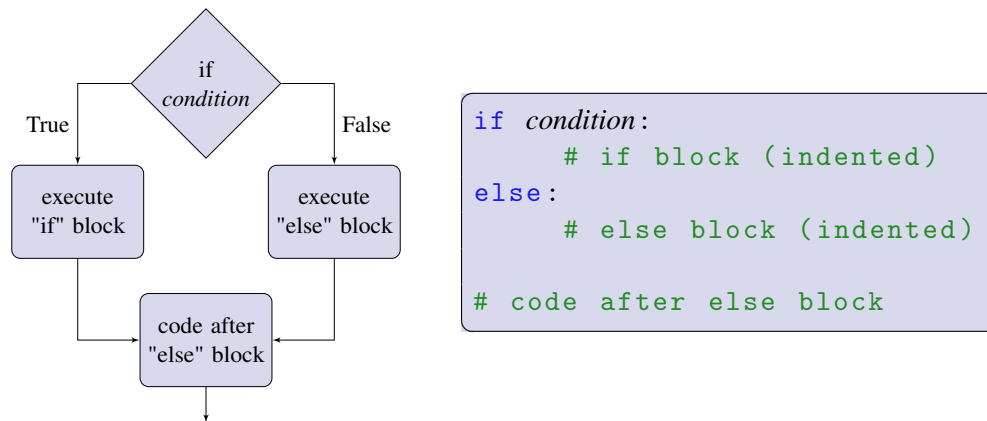 if
condition
True
False
execute
"if" block
execute
"else" block
code after
"else" block
if condition:
# if block (indented)
else:
# else block (indented)
# code after else block